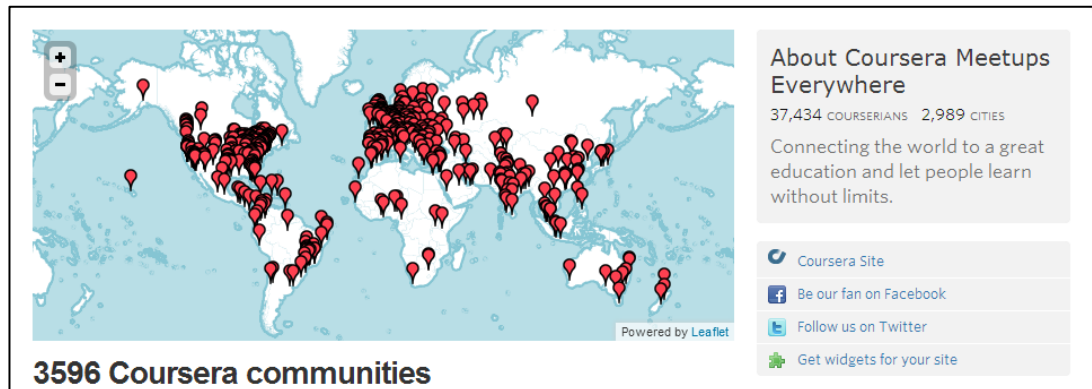 +
−
Powered by Leaflet
3596 Coursera communities
About Coursera Meetups
Everywhere
37,434 COURSERIANS 2,989 CITIES
Connecting the world to a great
education and let people learn
without limits.
Coursera Site
Be our fan on Facebook
Follow us on Twitter
Get widgets for your site